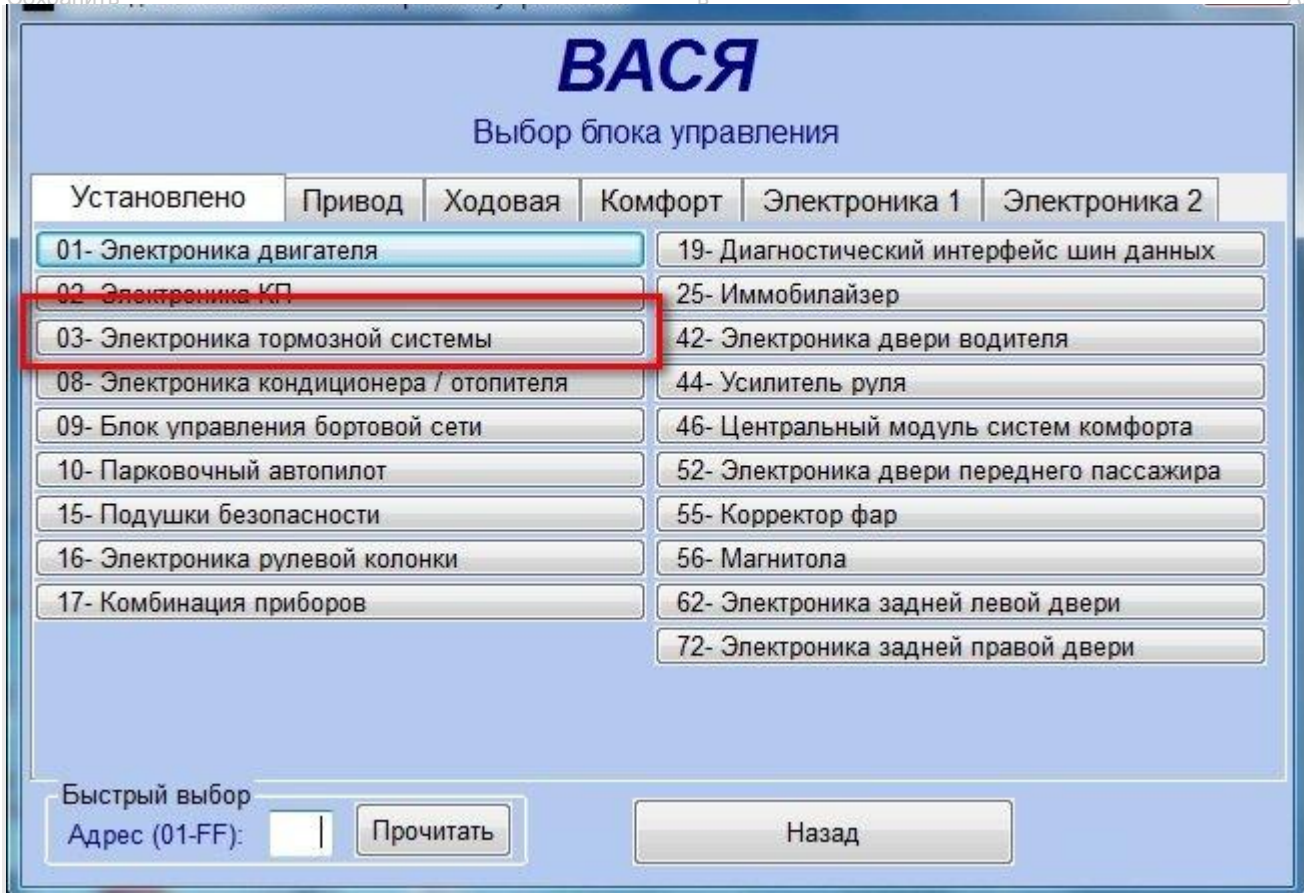 Сохранить
ВАСЯ
Выбор блока управления
Установлено Привод Ходовая Комфорт Электроника 1 Электроника 2
01- Электроника двигателя
02- Электроника КП
03- Электроника тормозной системы
08- Электроника кондиционера / отопителя
09- Блок управления бортовой сети
10- Парковочный автопилот
15- Подушки безопасности
16- Электроника рулевой колонки
17- Комбинация приборов
19- Диагностический интерфейс шин данных
25- Иммобилайзер
42- Электроника двери водителя
44- Усилитель руля
46- Центральный модуль систем комфорта
52- Электроника двери переднего пассажира
55- Корректор фар
56- Магнитола
62- Электроника задней левой двери
72- Электроника задней правой двери
Быстрый выбор
Адрес (01-FF): Прочитать
Назад